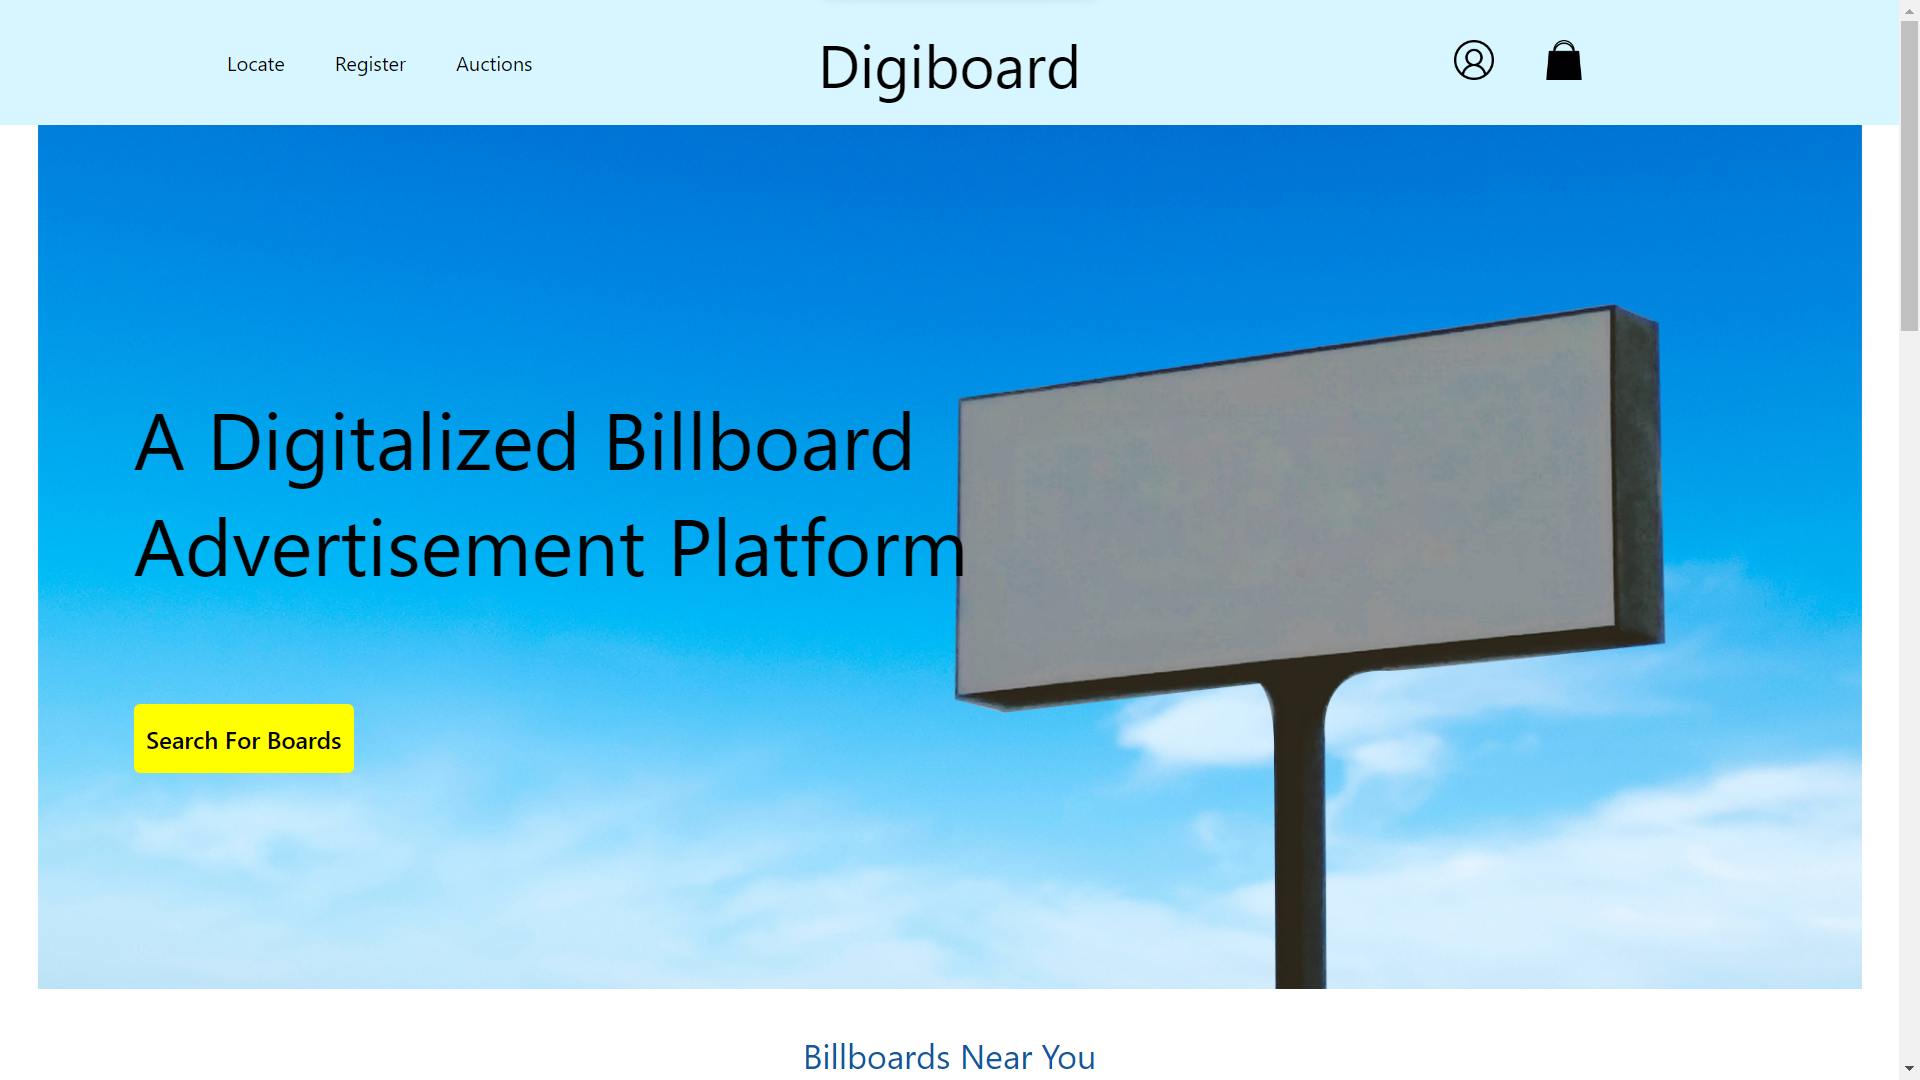 Locate
Register
Auctions
Digiboard
A Digitalized Billboard
Advertisement Platform
Search For Boards
Billboards Near You